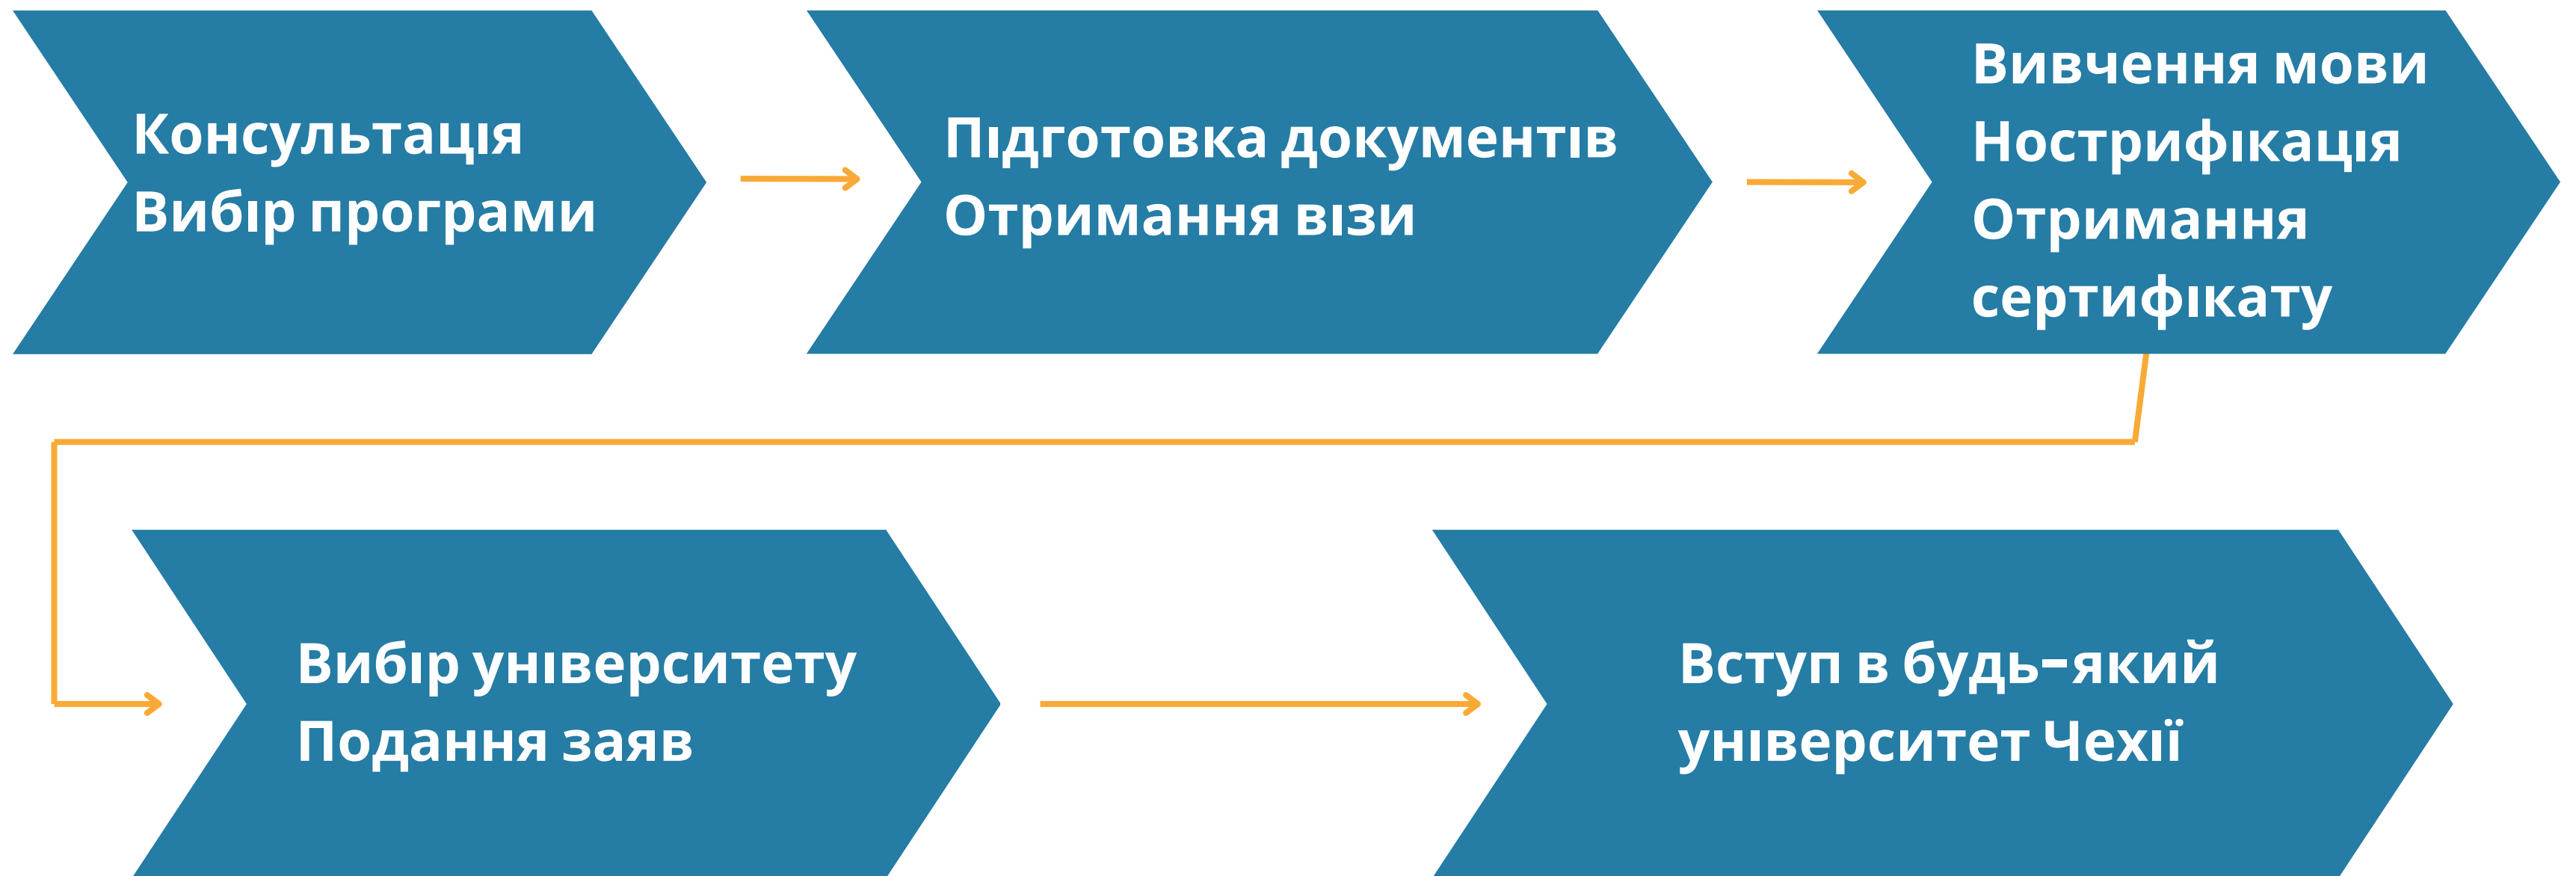 Консультація
Вибір програми
Підготовка документів
Отримання візи
Вивчення мови
Нострифікація
Отримання
сертифікату
Вибір університету
Подання заяв
Вступ в будь-який
університет Чехії